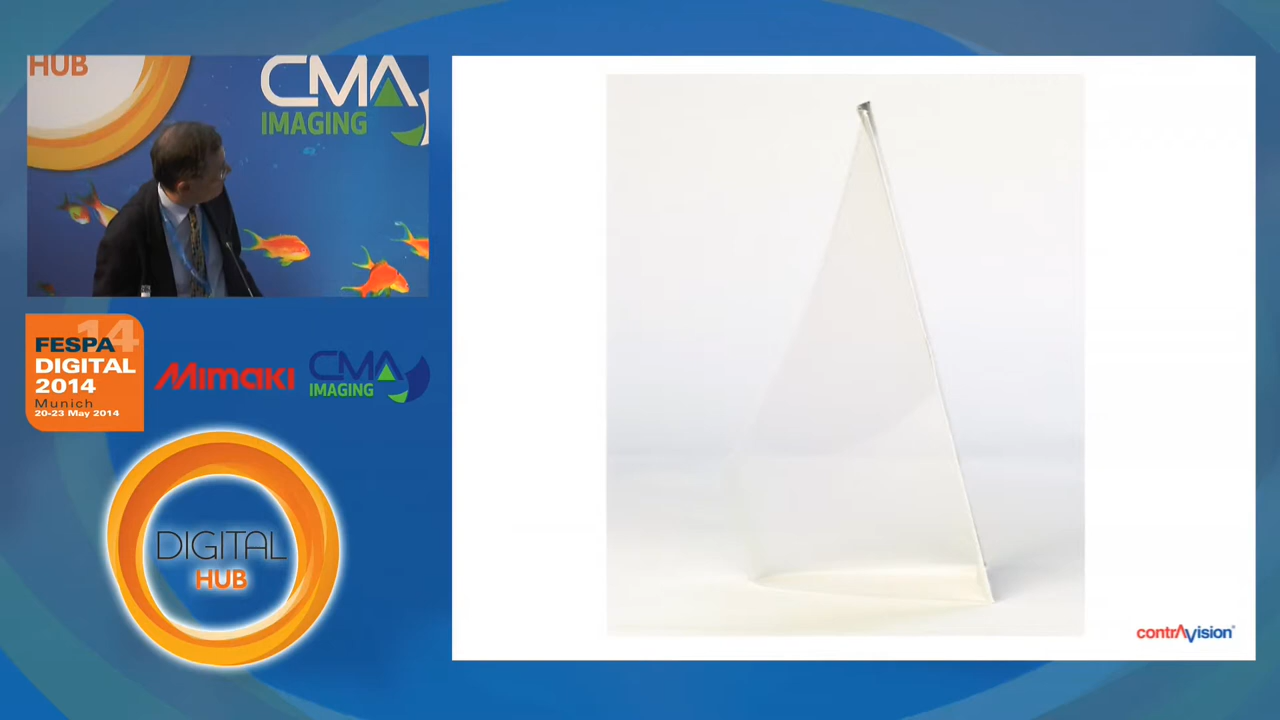 HUB
CMA
IMAGING
FESPA 14
DIGITAL
2014
Munich
20-23 May 2014
Mimaki
CMA
IMAGING
DIGITAL
HUB
contrAvision®